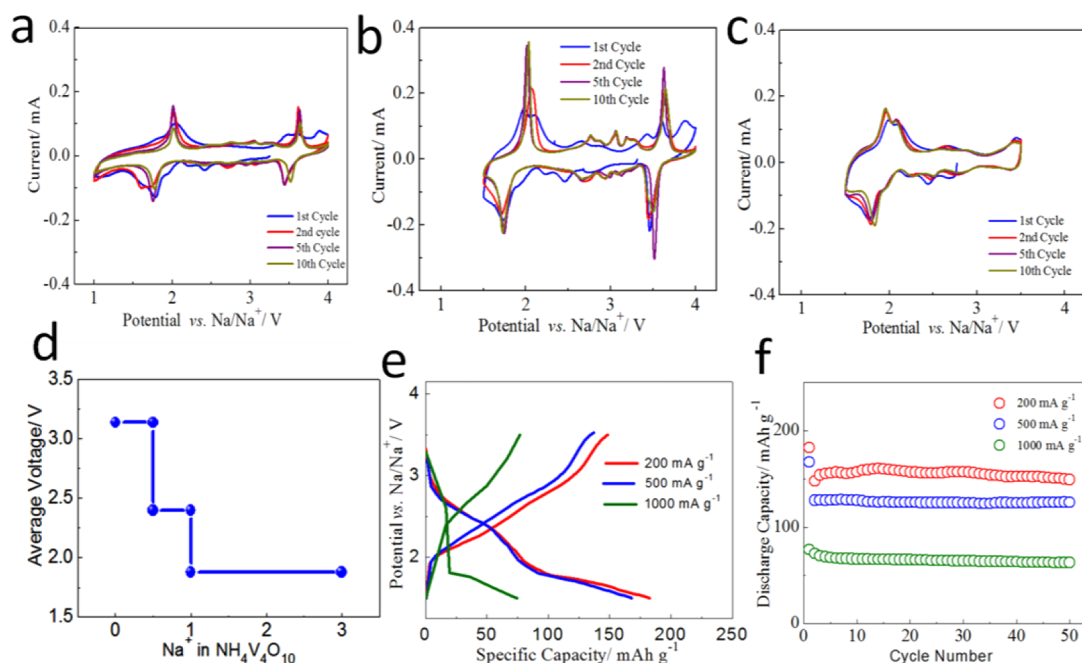 a
0.4
0.2
0.0
-0.2
-0.4
Current/ mA
1st Cycle
2nd cycle
5th Cycle
10th Cycle
1
2
3
4
Potential vs. Na/Na⁺/ V
b
0.4
0.2
0.0
-0.2
-0.4
Current/ mA
1st Cycle
2nd Cycle
5th Cycle
10th Cycle
1
2
3
4
Potential vs. Na/Na⁺/ V
c
0.4
0.2
0.0
-0.2
-0.4
Current/ mA
1st Cycle
2nd Cycle
5th Cycle
10th Cycle
1
2
3
4
Potential vs. Na/Na⁺/ V
d
3.5
3.0
2.5
2.0
1.5
Average Voltage/ V
0
1
2
3
Na⁺ in NH₄V₄O₁₀
e
4
3
2
Potential vs. Na/Na⁺/ V
200 mA g⁻¹
500 mA g⁻¹
1000 mA g⁻¹
0
50
100
150
200
250
Specific Capacity/ mAh g⁻¹
f
200
100
0
Discharge Capacity/ mAh g⁻¹
200 mA g⁻¹
500 mA g⁻¹
1000 mA g⁻¹
0
10
20
30
40
50
Cycle Number